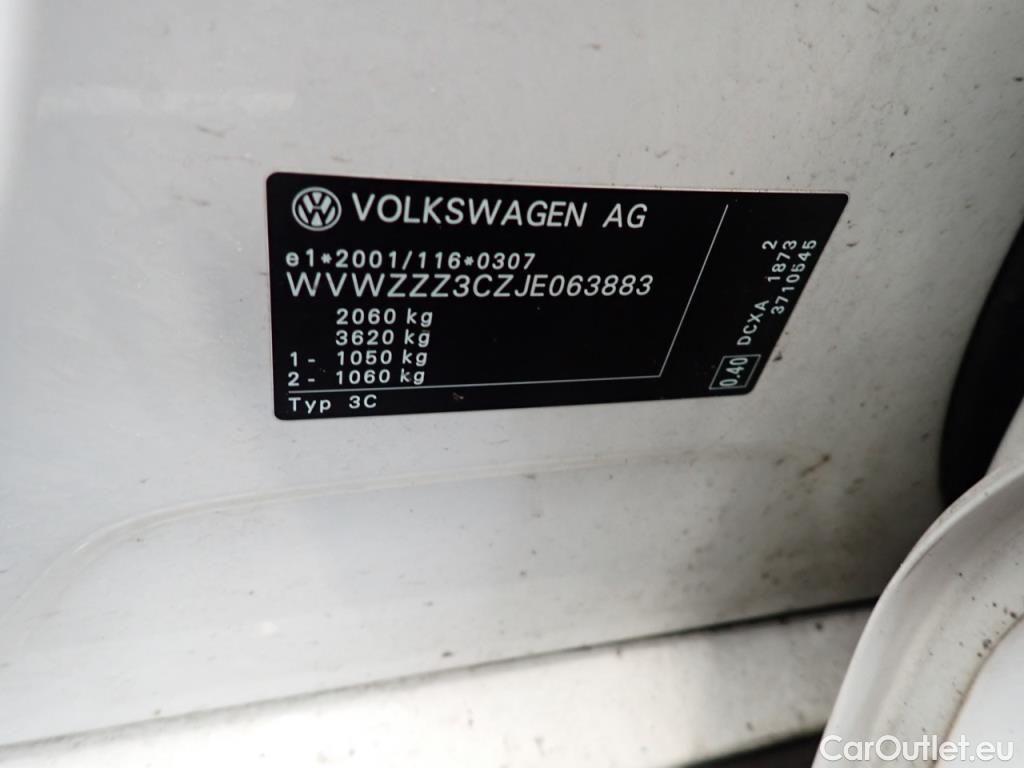 VOLKSWAGEN AG
e1*2001/116*0307
WVWZZZ3CZJE063883
2060 kg
3620 kg
1 - 1050 kg
2 - 1060 kg
Typ 3C
0.40 DCXA 1873 2
3710545
CarOutlet.eu